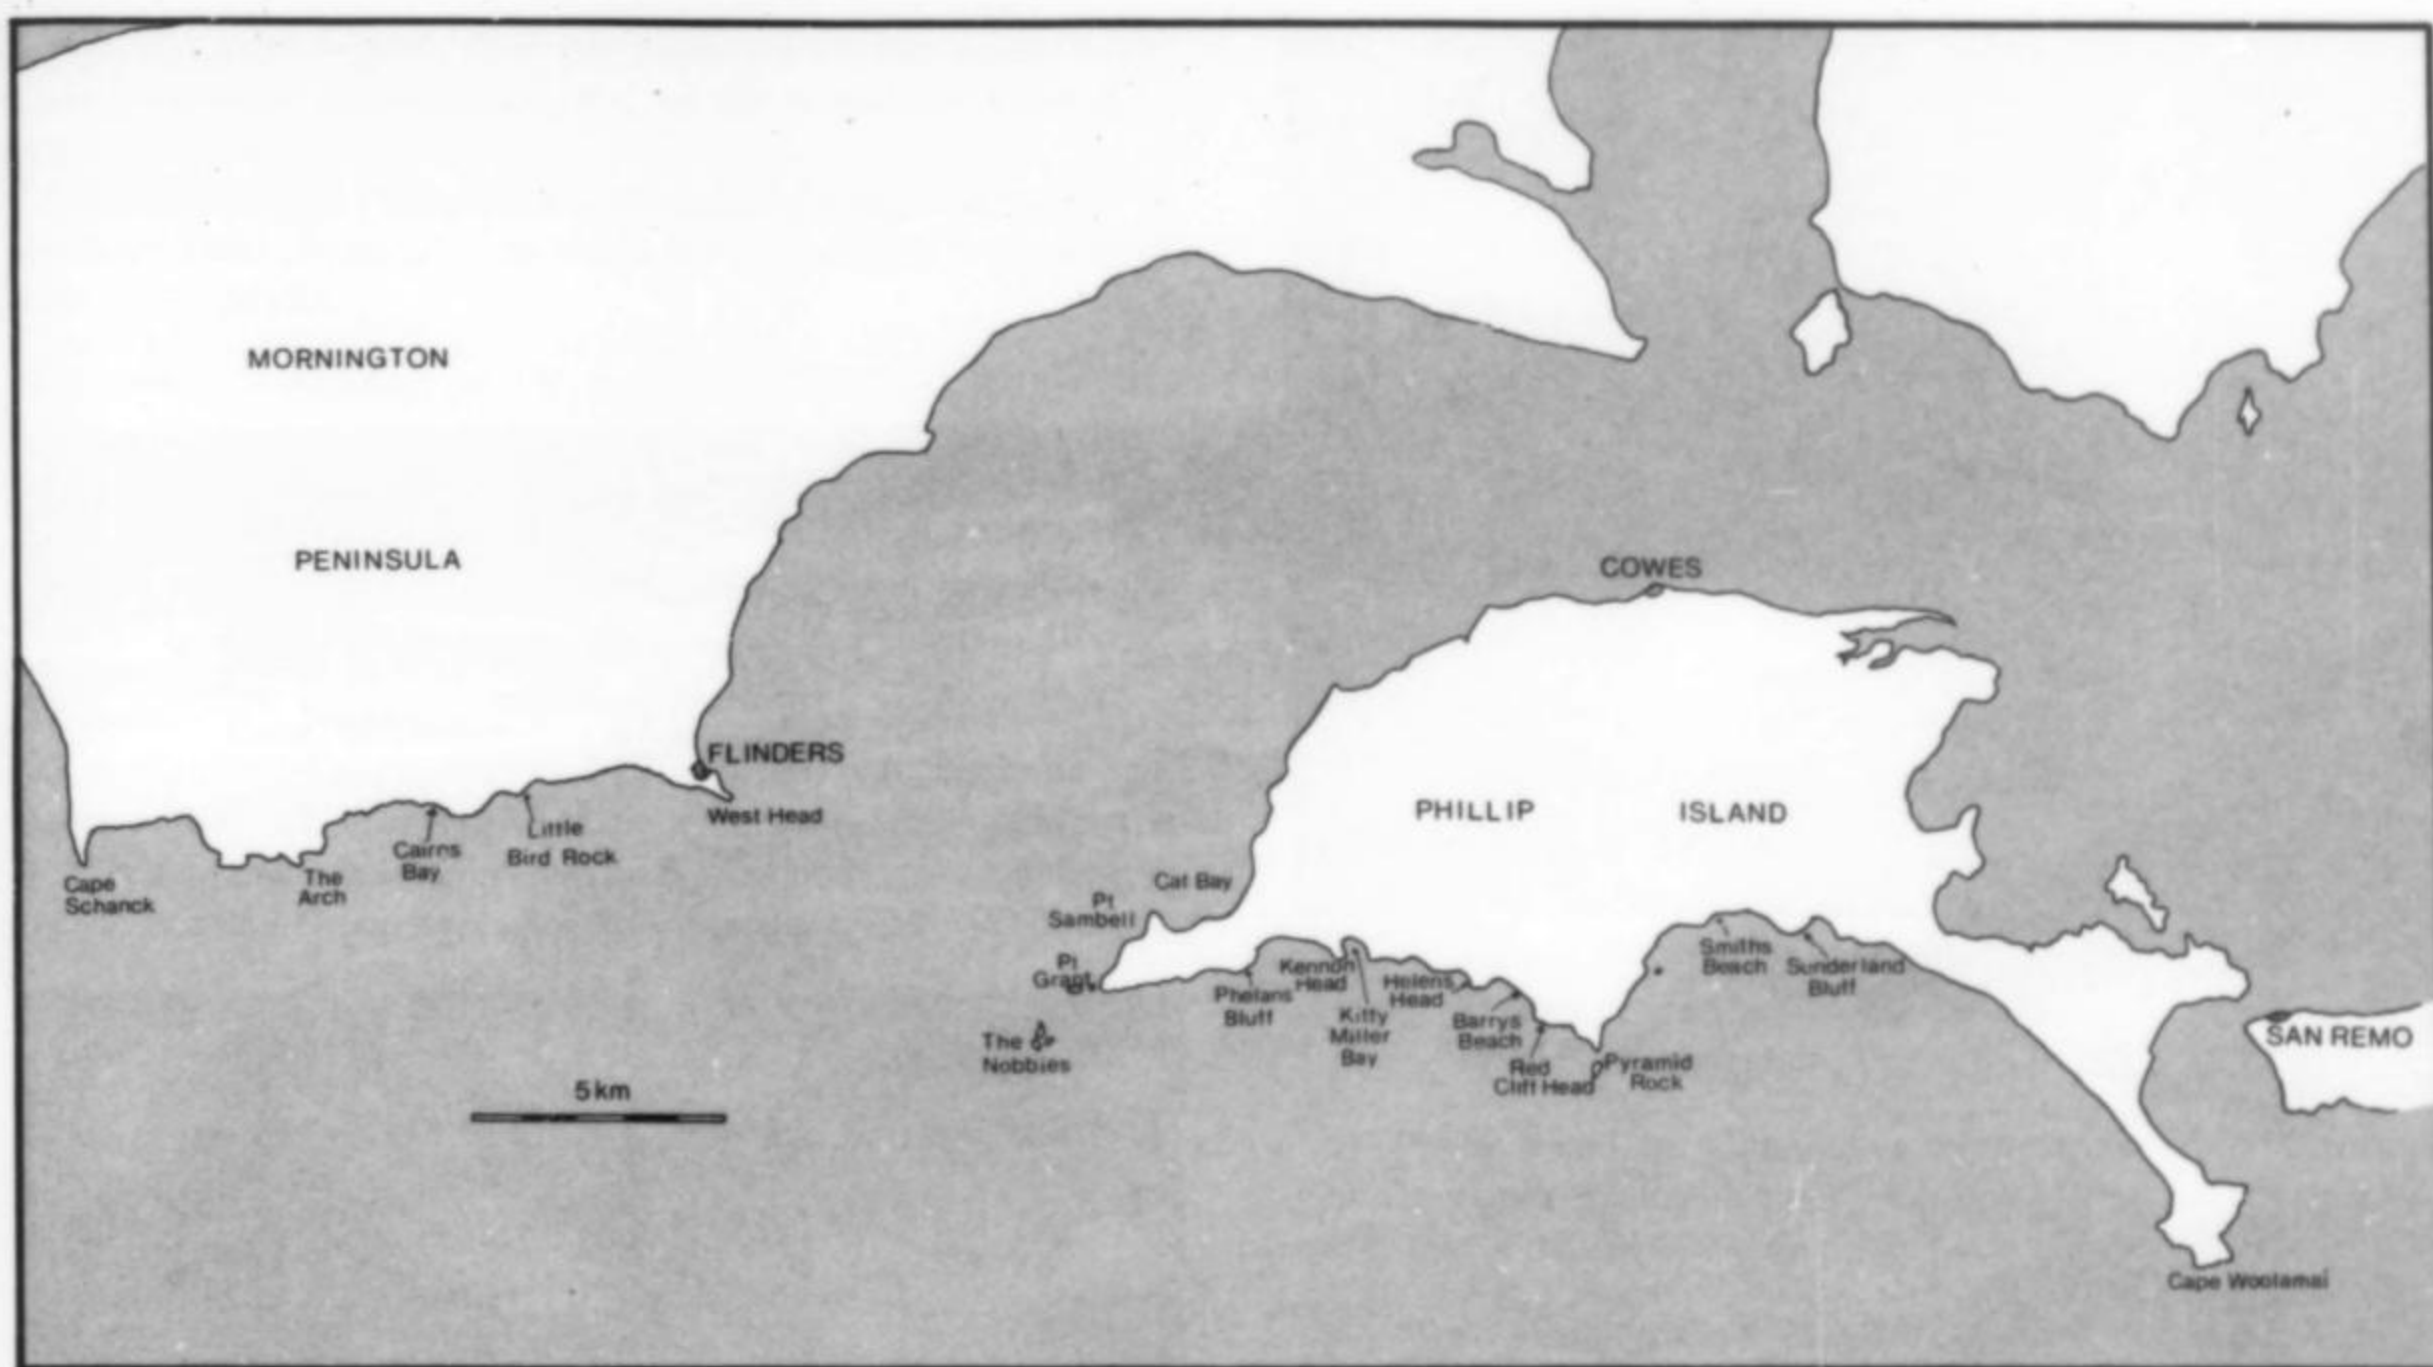 MORNINGTON
PENINSULA
COWES
FLINDERS
West Head
PHILLIP ISLAND
Little
Bird Rock
Cairns
Bay
The
Arch
Cape
Schanck
Cat Bay
Pt
Sambell
Pt
Grant
The
Nobbies
Phelans
Bluff
Kennon
Head
Kitty
Miller
Bay
Helens
Head
Barrys
Beach
Red
Cliff Head
Pyramid
Rock
Smiths
Beach
Sunderland
Bluff
SAN REMO
Cape Woolamai
5km